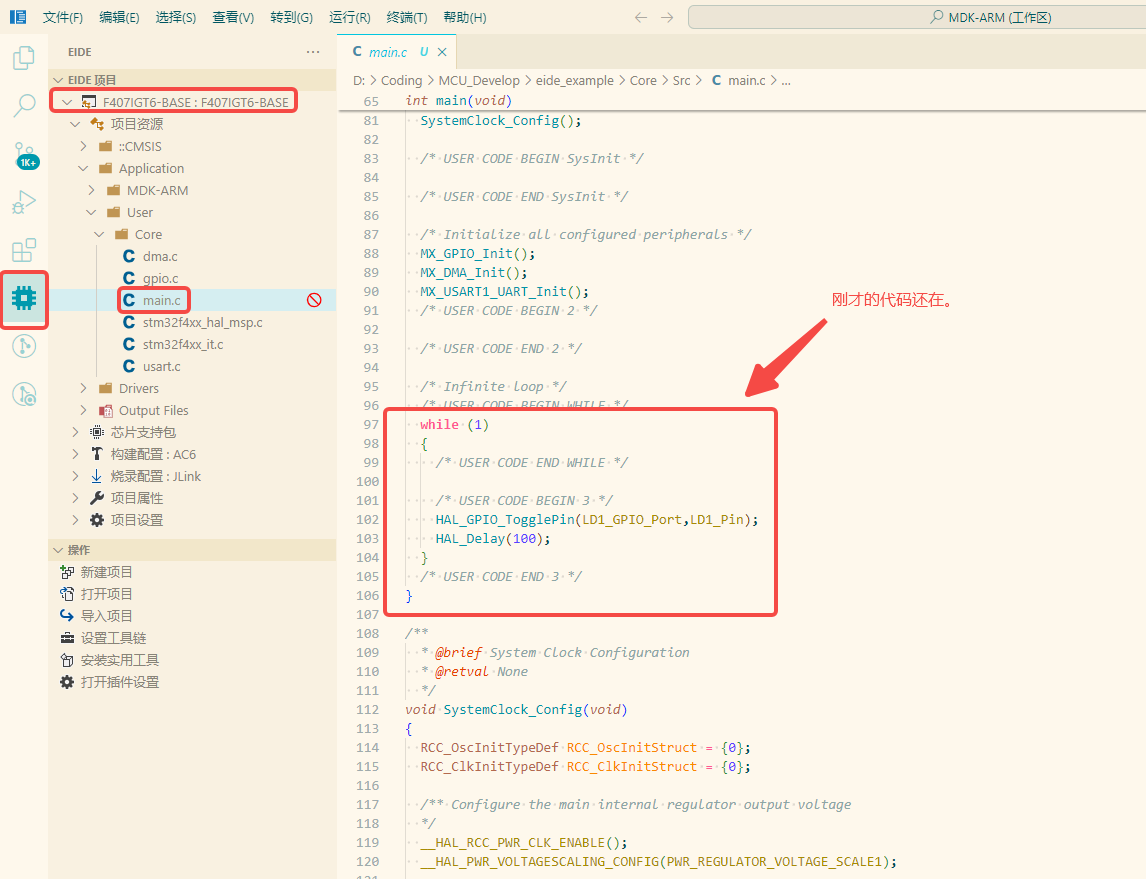 文件(F) 编辑(E) 选择(S) 查看(V) 转到(G) 运行(R) 终端(T) 帮助(H) MDK-ARM (工作区)
EIDE ···
C main.c U ×
D: > Coding > MCU_Develop > eide_example > Core > Src > C main.c > ...
EIDE 项目
F407IGT6-BASE : F407IGT6-BASE
项目资源
::CMSIS
Application
MDK-ARM
User
Core
C dma.c
C gpio.c
C main.c
C stm32f4xx_hal_msp.c
C stm32f4xx_it.c
C usart.c
Drivers
Output Files
芯片支持包
构建配置 : AC6
烧录配置 : JLink
项目属性
项目设置
操作
新建项目
打开项目
导入项目
设置工具链
安装实用工具
打开插件设置
1K+
65 int main(void)
81 SystemClock_Config();
82
83 /* USER CODE BEGIN SysInit */
84
85 /* USER CODE END SysInit */
86
87 /* Initialize all configured peripherals */
88 MX_GPIO_Init();
89 MX_DMA_Init();
90 MX_USART1_UART_Init();
91 /* USER CODE BEGIN 2 */
92
93 /* USER CODE END 2 */
94
95 /* Infinite loop */
96 /* USER CODE BEGIN WHILE */
97 while (1)
98 {
99 /* USER CODE END WHILE */
100
101 /* USER CODE BEGIN 3 */
102 HAL_GPIO_TogglePin(LD1_GPIO_Port,LD1_Pin);
103 HAL_Delay(100);
104 }
105 /* USER CODE END 3 */
106 }
107
108 /**
109 * @brief System Clock Configuration
110 * @retval None
111 */
112 void SystemClock_Config(void)
113 {
114 RCC_OscInitTypeDef RCC_OscInitStruct = {0};
115 RCC_ClkInitTypeDef RCC_ClkInitStruct = {0};
116
117 /** Configure the main internal regulator output voltage
118 */
119 __HAL_RCC_PWR_CLK_ENABLE();
120 __HAL_PWR_VOLTAGESCALING_CONFIG(PWR_REGULATOR_VOLTAGE_SCALE1);
刚才的代码还在。